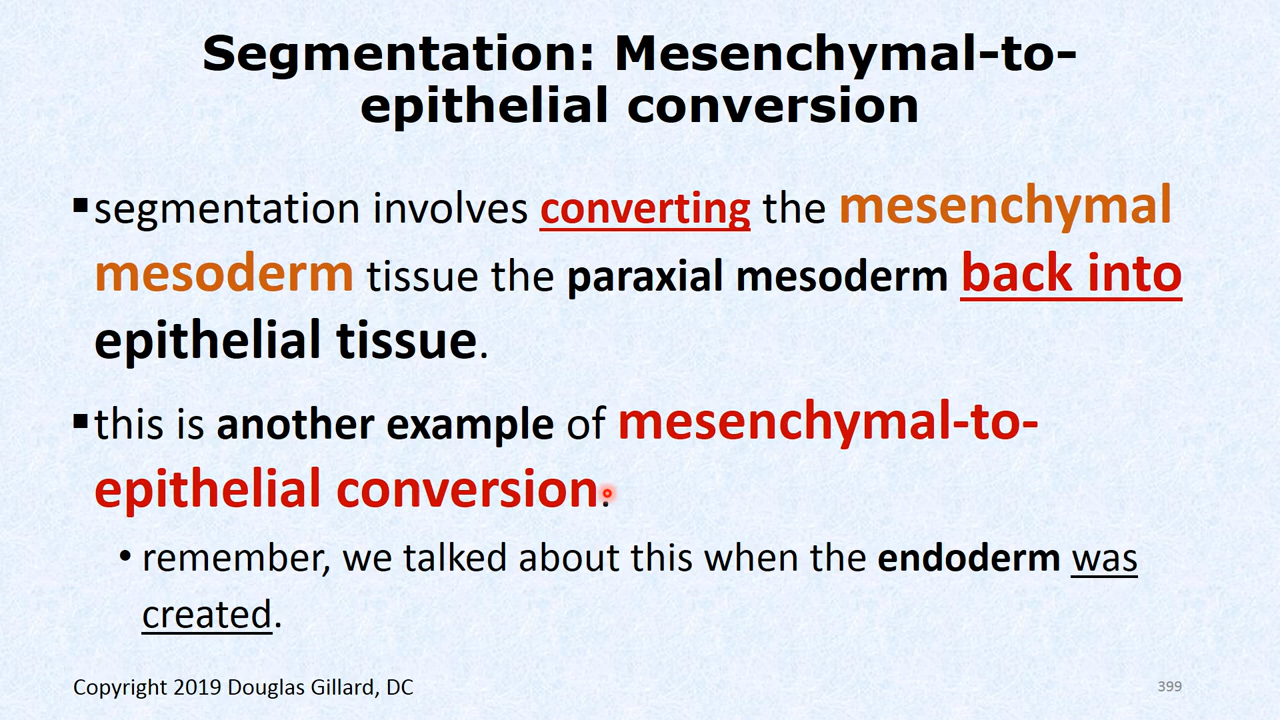 Segmentation: Mesenchymal-to-
epithelial conversion
▪segmentation involves converting the mesenchymal
mesoderm tissue the paraxial mesoderm back into
epithelial tissue.
▪this is another example of mesenchymal-to-
epithelial conversion.
• remember, we talked about this when the endoderm was
created.
Copyright 2019 Douglas Gillard, DC
399